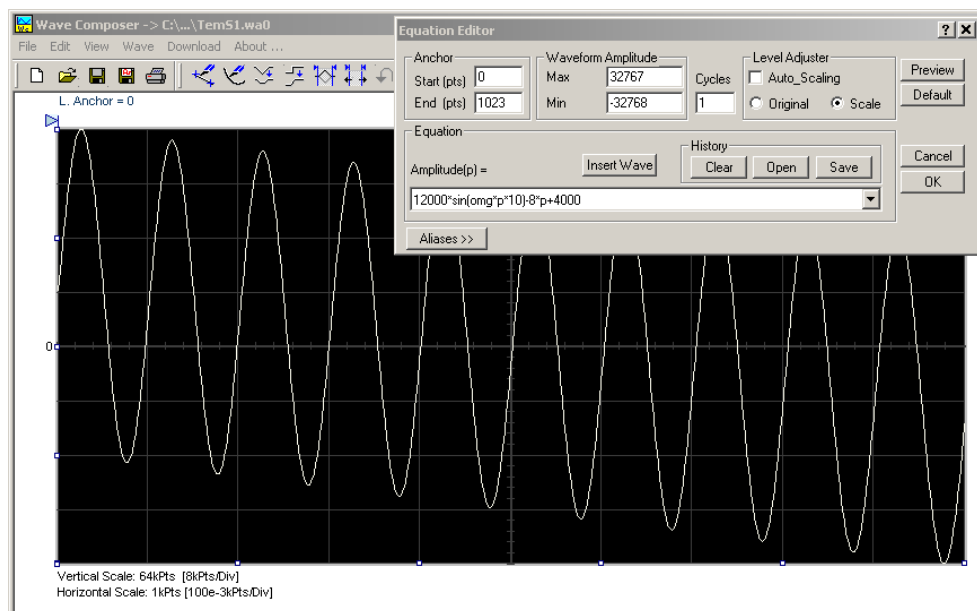 Wave Composer -> C:\...\TemS1.wa0
File Edit View Wave Download About ...
L. Anchor = 0
0
Vertical Scale: 64kPts [8kPts/Div]
Horizontal Scale: 1kPts [100e-3kPts/Div]
Equation Editor
Anchor
Start (pts) 0
End (pts) 1023
Waveform Amplitude
Max 32767
Min -32768
Cycles
1
Level Adjuster
Auto_Scaling
Original Scale
Preview
Default
Cancel
OK
Equation
Amplitude(p) =
Insert Wave
History
Clear Open Save
12000*sin(omg*p*10)-8*p+4000
Aliases >>